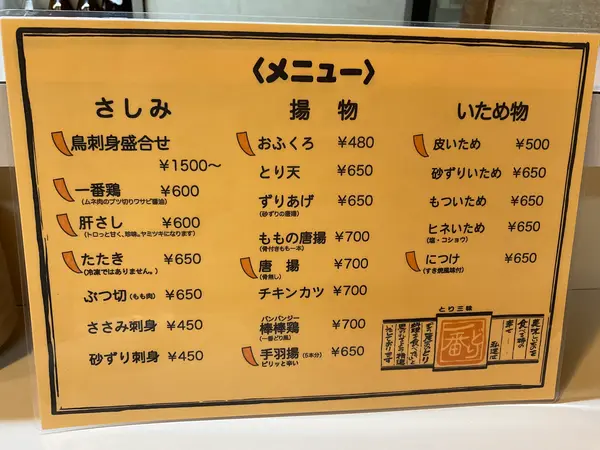 〈メニュー〉
さしみ
鳥刺身盛合せ
¥1500〜
一番鶏 ¥600
(ムネ肉のブツ切りワサビ醤油)
肝さし ¥600
(トロっと甘く、珍味。ヤミツキになります)
たたき ¥650
(冷凍ではありません。)
ぶつ切(もも肉) ¥650
ささみ刺身 ¥450
砂ずり刺身 ¥450
揚物
おふくろ ¥480
とり天 ¥650
ずりあげ ¥650
(砂ずりの唐揚)
ももの唐揚 ¥700
(骨付きもも一本)
唐揚 ¥700
(骨無し)
チキンカツ ¥700
バンバンジー
棒棒鶏 ¥700
(一番どり風)
手羽揚(5本分) ¥650
ピリッと辛い
いため物
皮いため ¥500
砂ずりいため ¥650
もついため ¥650
ヒネいため ¥650
(塩・コショウ)
につけ ¥650
(すき焼風味付)
とり三昧
一番どり